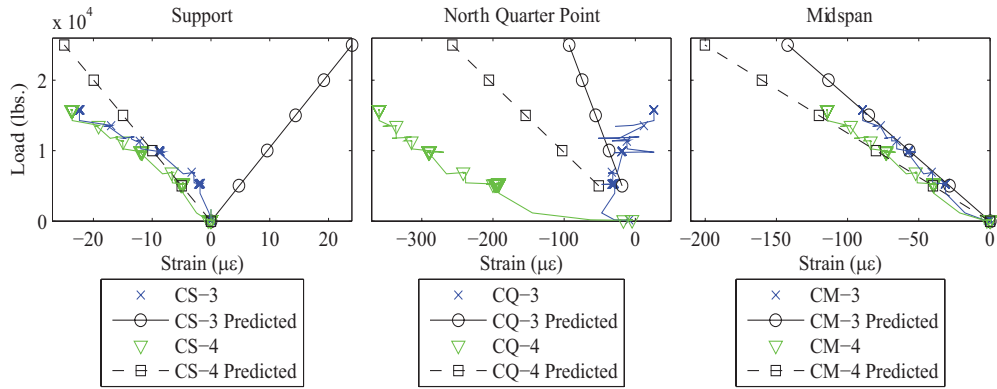 Support
North Quarter Point
Midspan
x 10⁴
2
1
0
Load (lbs.)
−20 −10 0 10 20
−300 −200 −100 0
−200 −150 −100 −50 0
Strain (με)
Strain (με)
Strain (με)
CS−3
CS−3 Predicted
CS−4
CS−4 Predicted
CQ−3
CQ−3 Predicted
CQ−4
CQ−4 Predicted
CM−3
CM−3 Predicted
CM−4
CM−4 Predicted